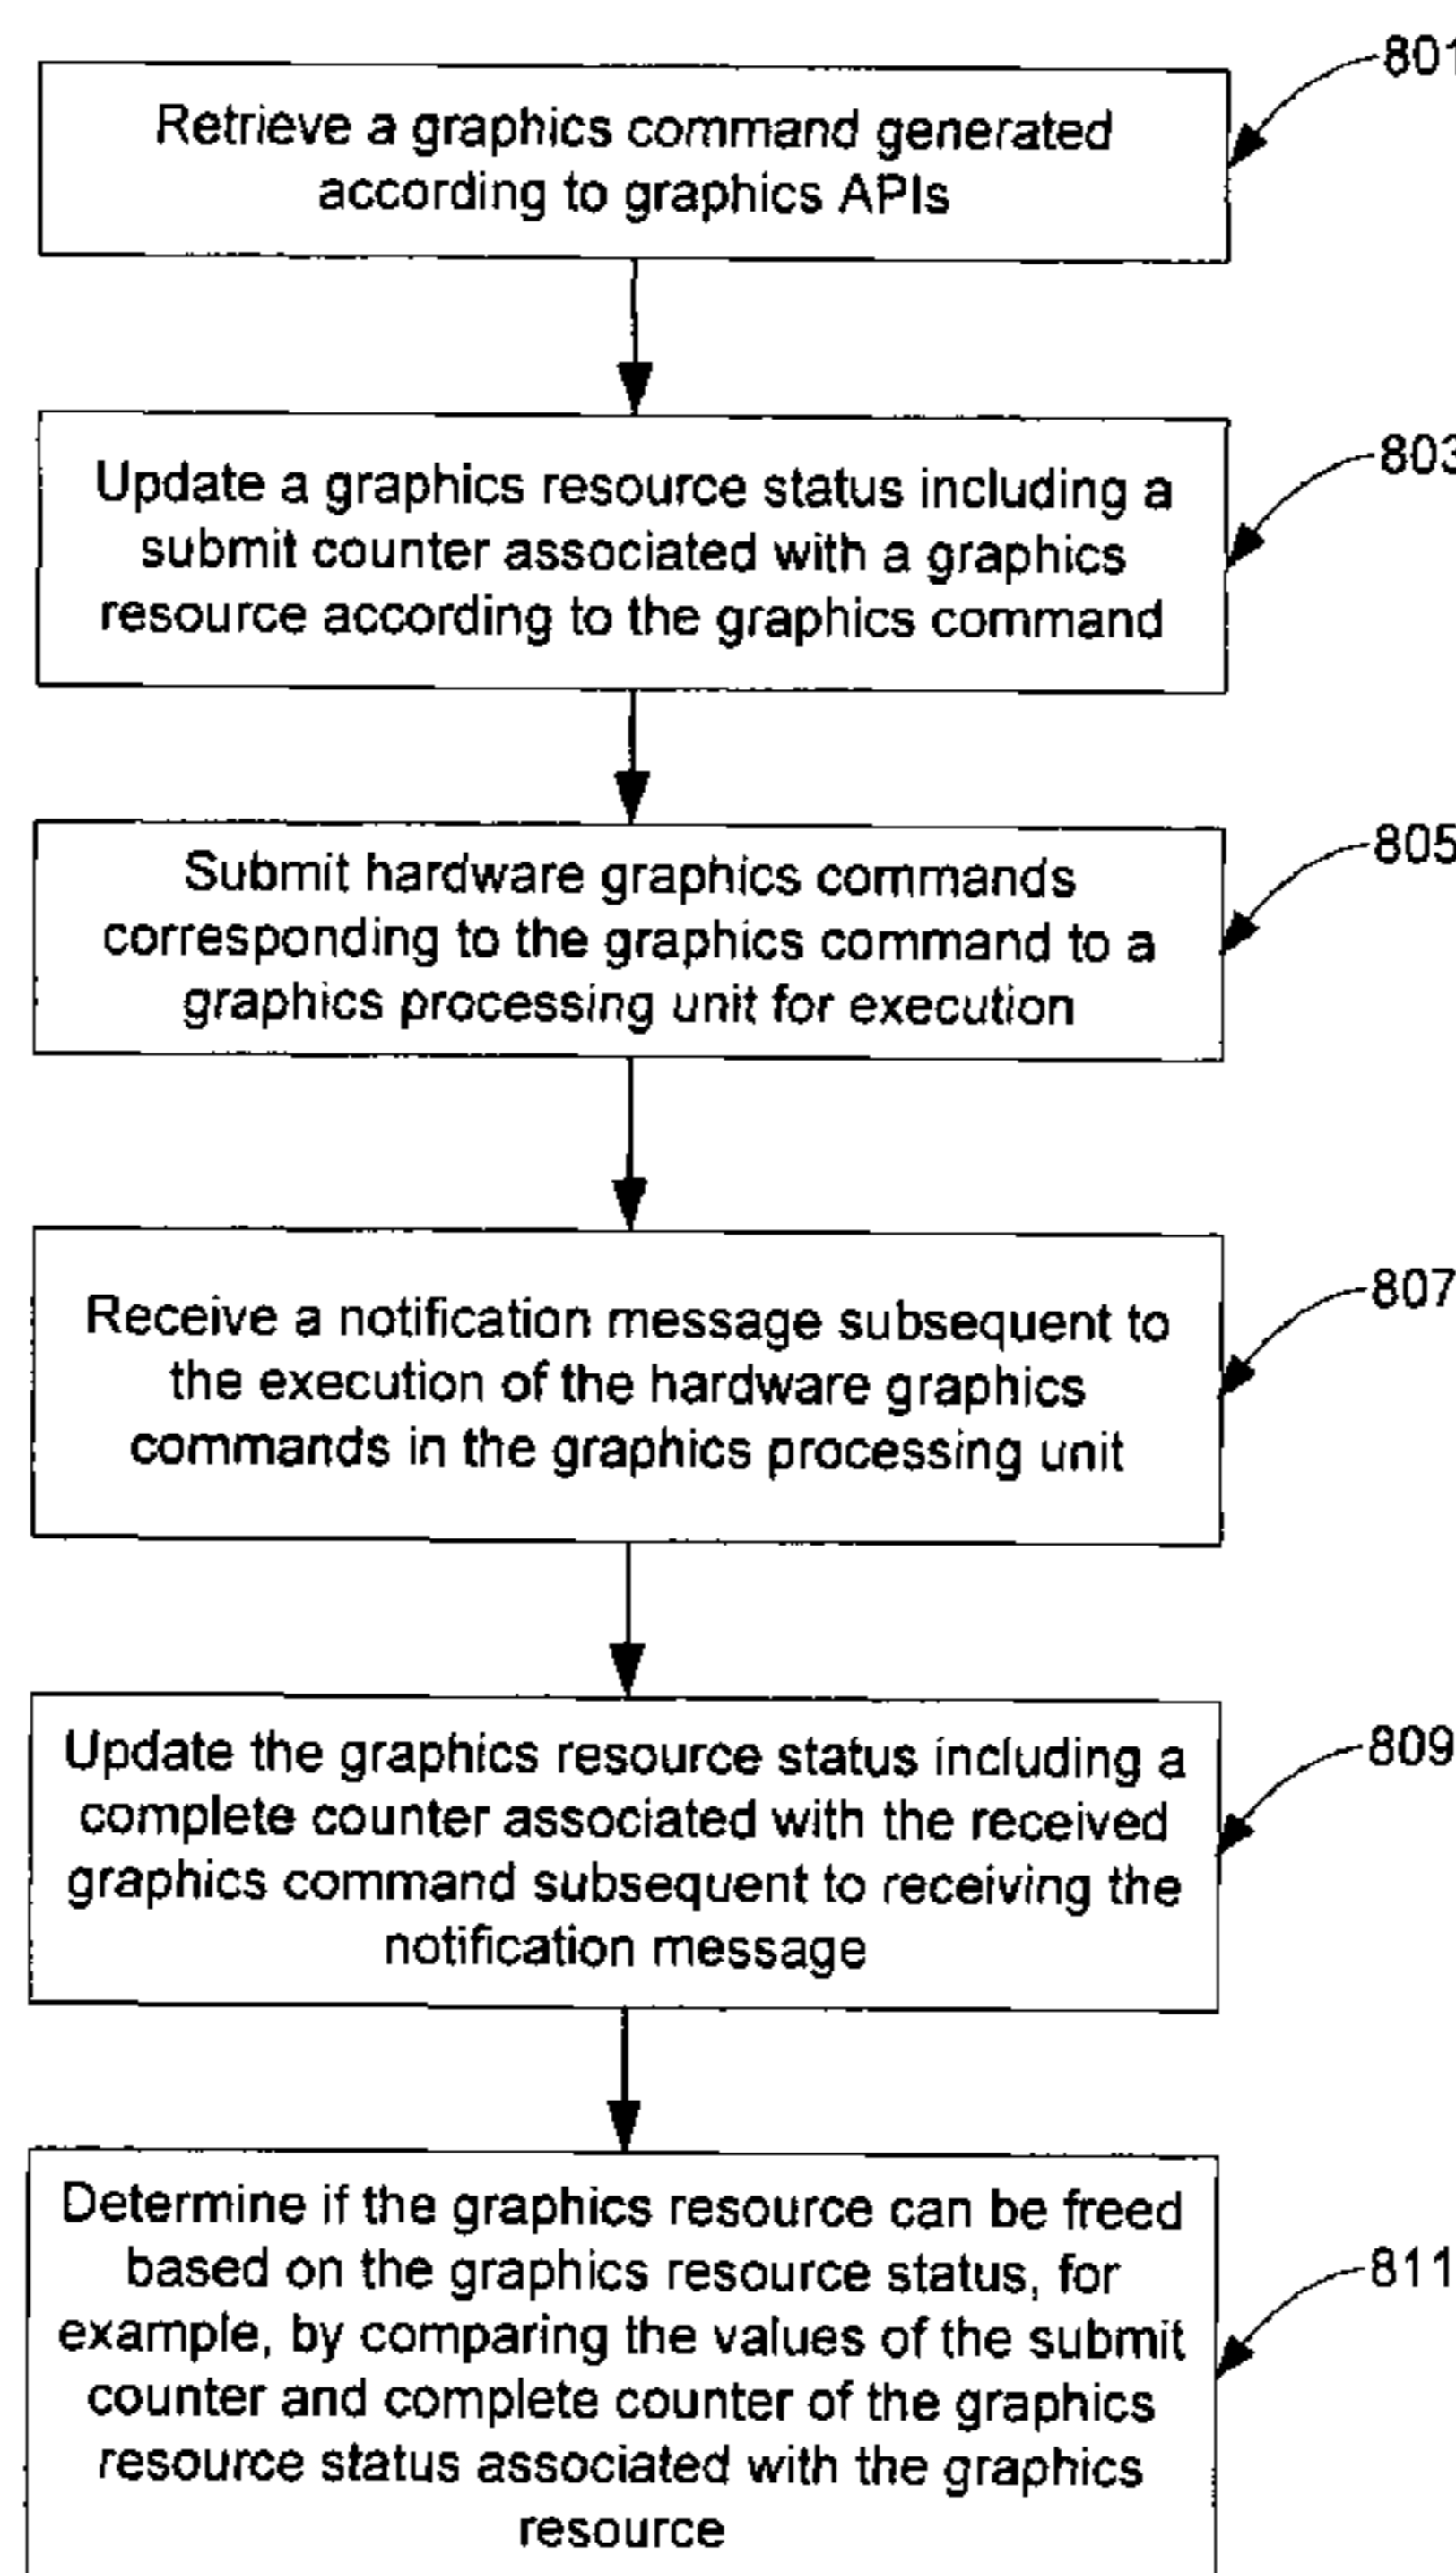 801
Retrieve a graphics command generated
according to graphics APIs
803
Update a graphics resource status including a
submit counter associated with a graphics
resource according to the graphics command
805
Submit hardware graphics commands
corresponding to the graphics command to a
graphics processing unit for execution
807
Receive a notification message subsequent to
the execution of the hardware graphics
commands in the graphics processing unit
809
Update the graphics resource status including a
complete counter associated with the received
graphics command subsequent to receiving the
notification message
811
Determine if the graphics resource can be freed
based on the graphics resource status, for
example, by comparing the values of the submit
counter and complete counter of the graphics
resource status associated with the graphics
resource